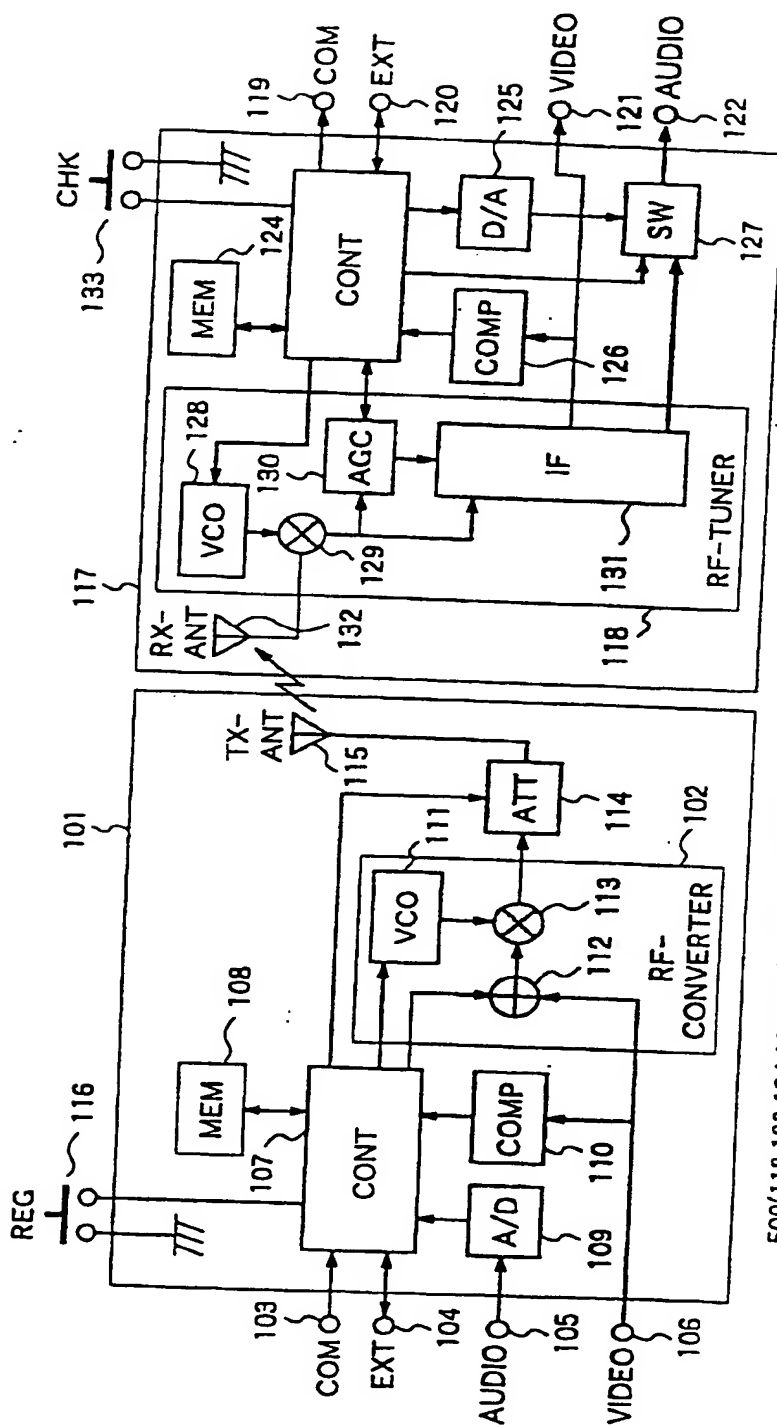 REG
116
101
MEM
108
107
CONT
COM
103
EXT
104
A/D
109
AUDIO
105
COMP
110
VIDEO
106
VCO
111
112
113
RF-
CONVERTER
102
ATT
114
TX-
ANT
115
117
RX-
ANT
132
VCO
128
129
130
AGC
IF
131
RF-TUNER
118
133
CHK
MEM
124
CONT
119
COM
EXT
120
D/A
125
COMP
126
VIDEO
121
SW
127
AUDIO
122